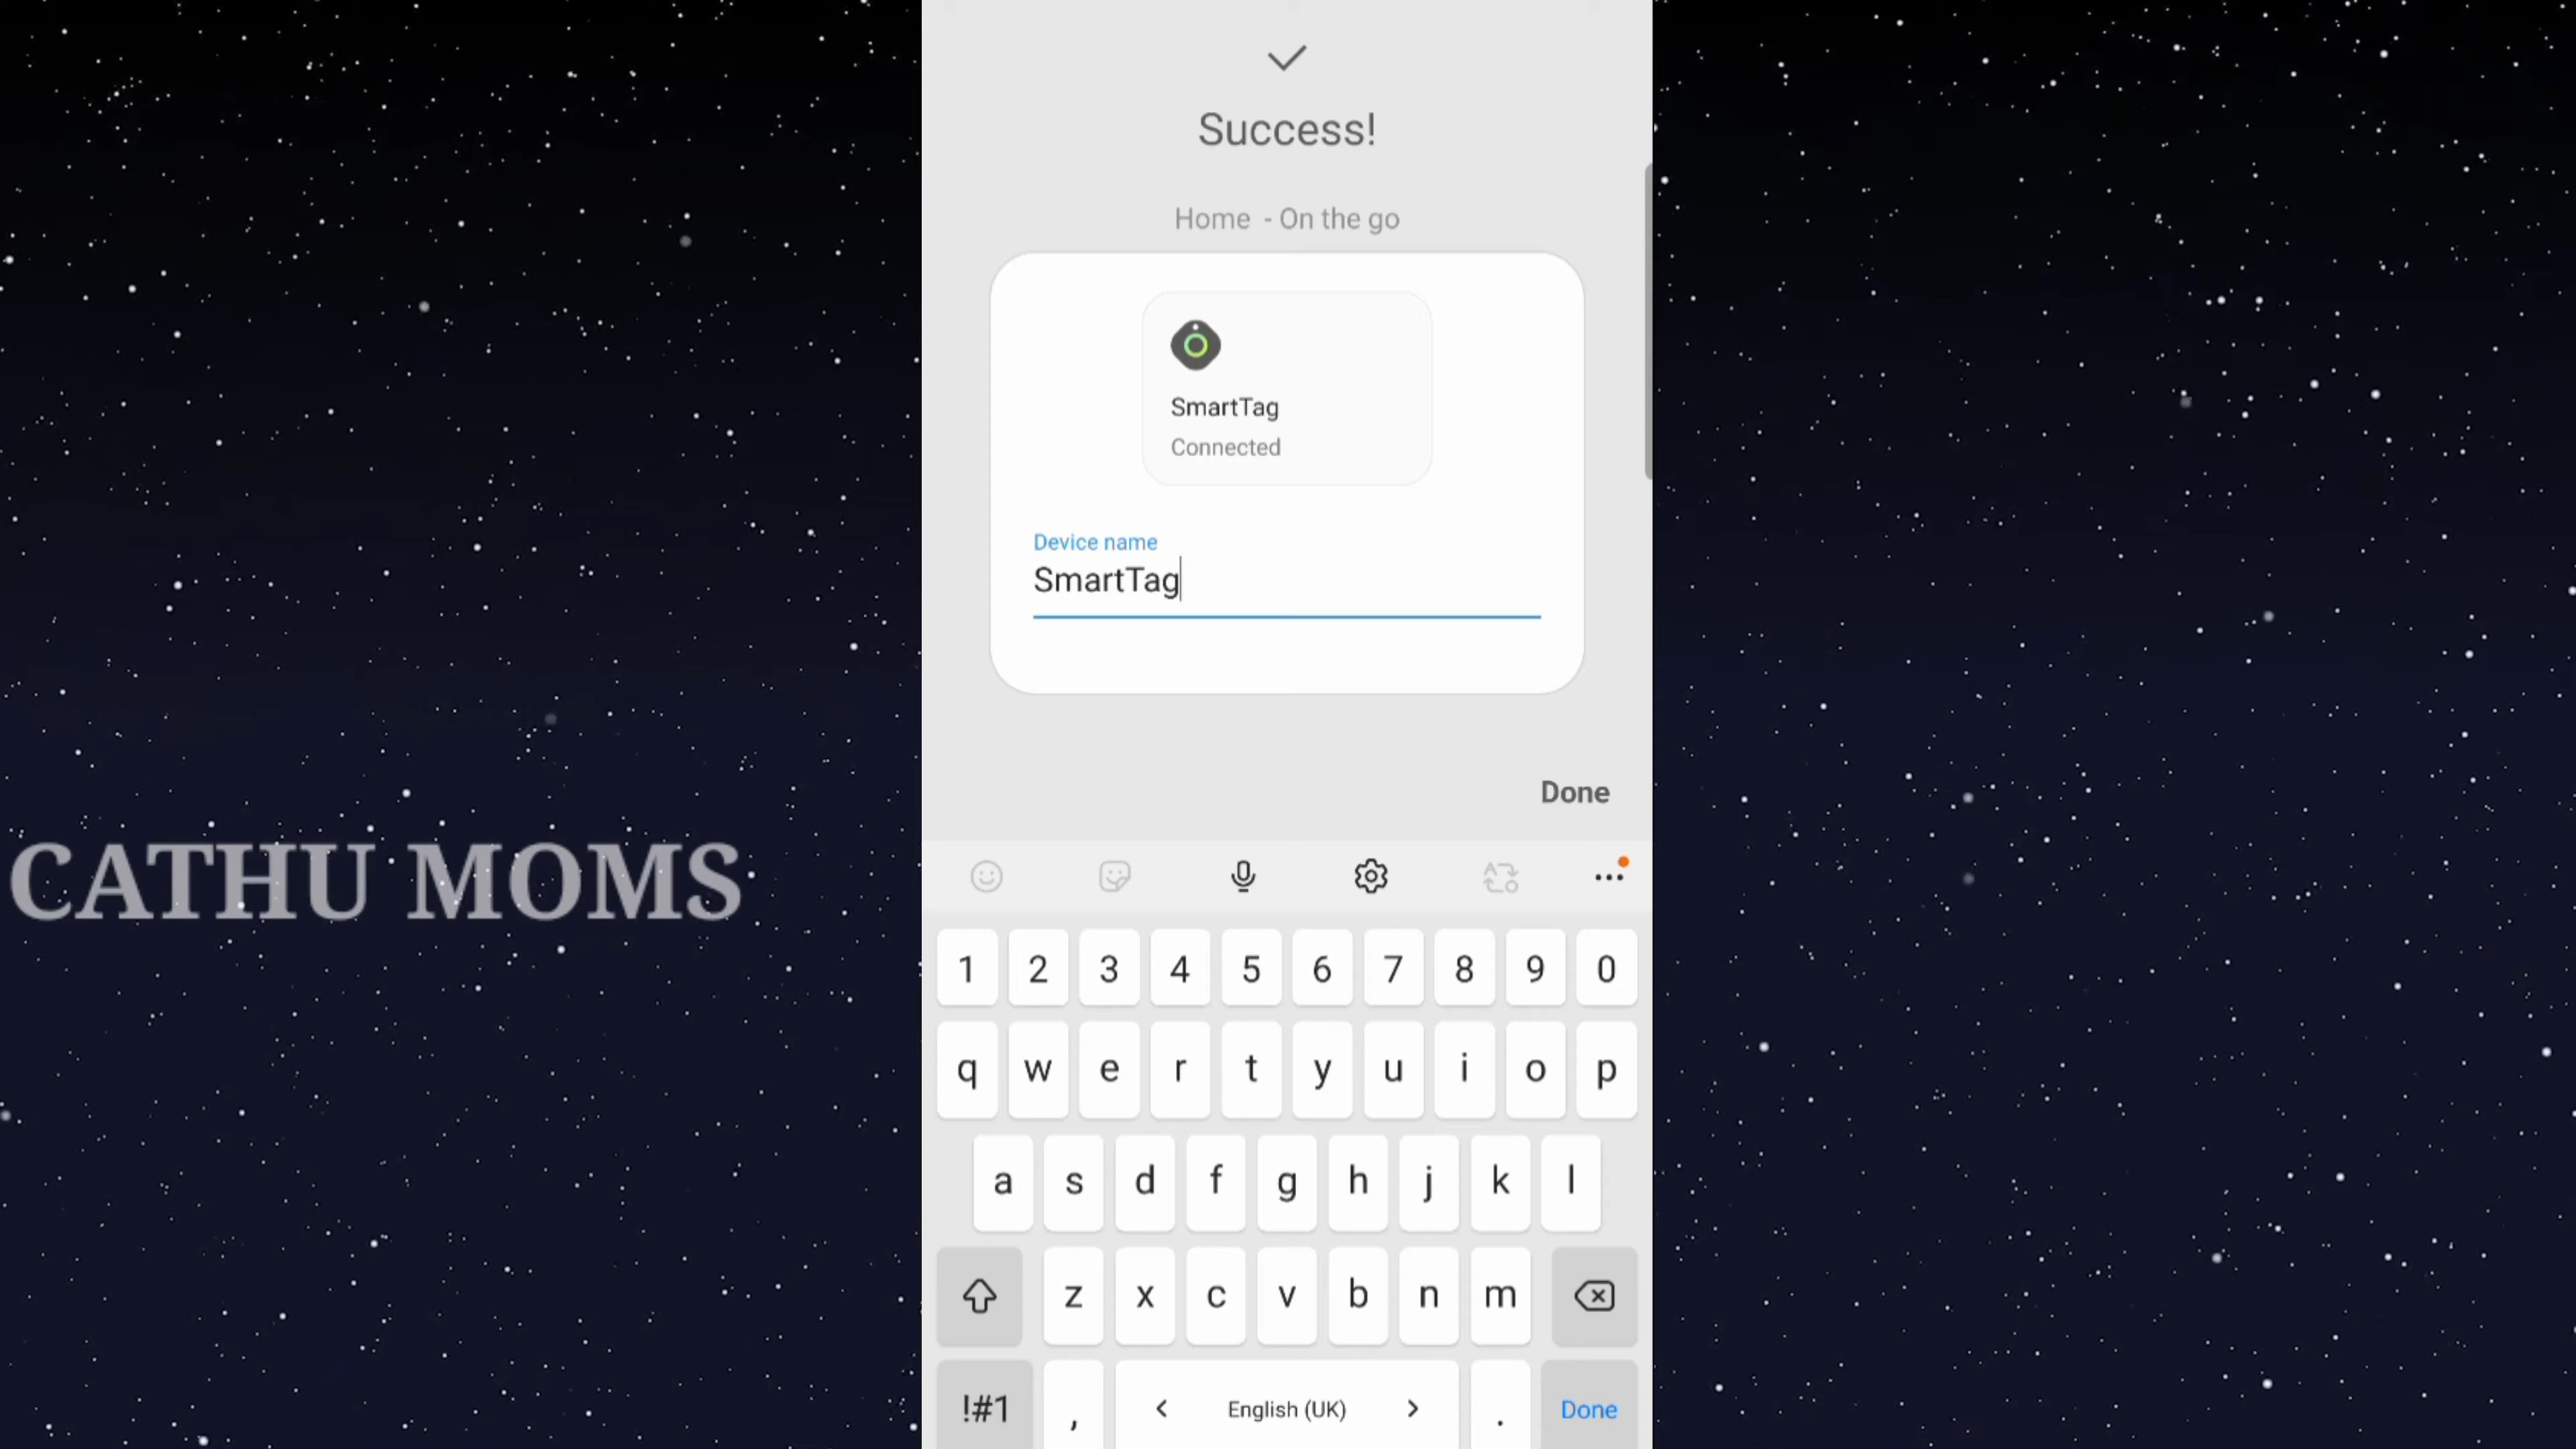 Success!
Home - On the go
SmartTag
Connected
Device name
SmartTag
Done
CATHU MOMS
1 2 3 4 5 6 7 8 9 0
q w e r t y u i o p
a s d f g h j k l
z x c v b n m
!#1 , < English (UK) > . Done